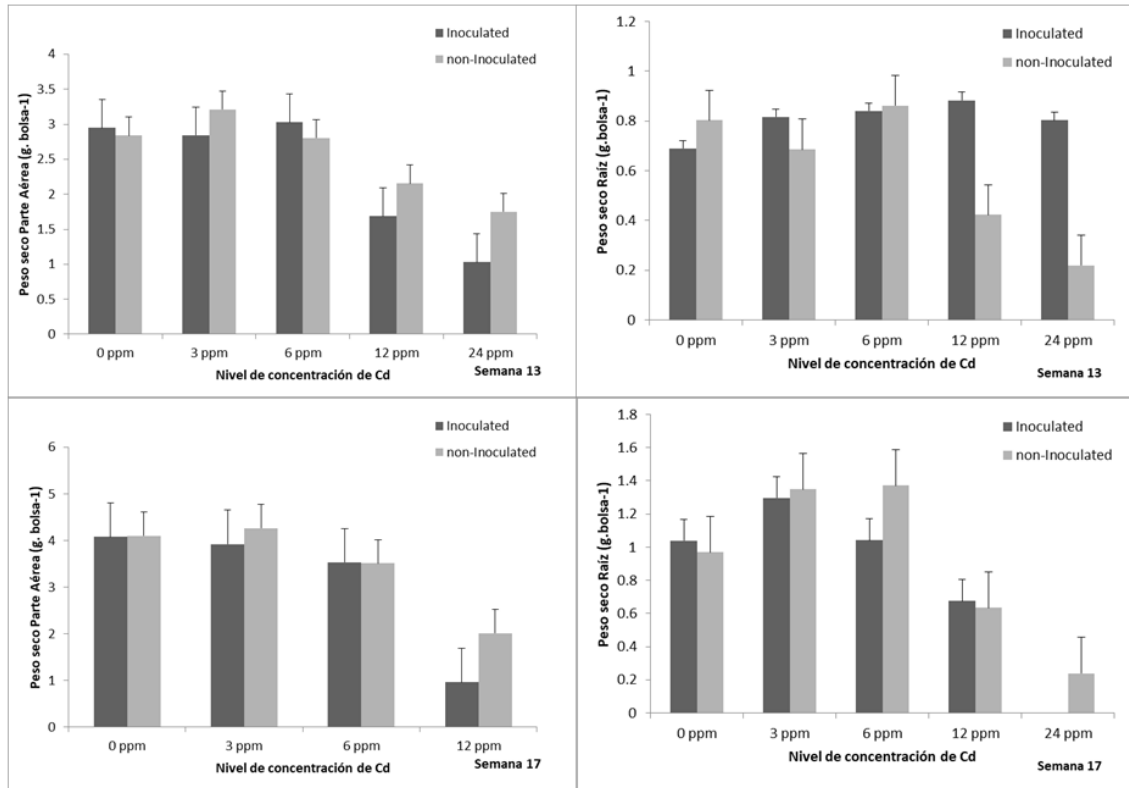 Inoculated
non-Inoculated
Peso seco Parte Aérea (g. bolsa-1)
4
3.5
3
2.5
2
1.5
1
0.5
0
0 ppm 3 ppm 6 ppm 12 ppm 24 ppm
Nivel de concentración de Cd
Semana 13
Inoculated
non-Inoculated
Peso seco Raíz (g.bolsa-1)
1.2
1
0.8
0.6
0.4
0.2
0
0 ppm 3 ppm 6 ppm 12 ppm 24 ppm
Nivel de concentración de Cd
Semana 13
Inoculated
non-Inoculated
Peso seco Parte Aérea (g. bolsa-1)
6
5
4
3
2
1
0
0 ppm 3 ppm 6 ppm 12 ppm
Nivel de concentración de Cd
Semana 17
Inoculated
non-Inoculated
Peso seco Raíz (g.bolsa-1)
1.8
1.6
1.4
1.2
1
0.8
0.6
0.4
0.2
0
0 ppm 3 ppm 6 ppm 12 ppm 24 ppm
Nivel de concentración de Cd
Semana 17